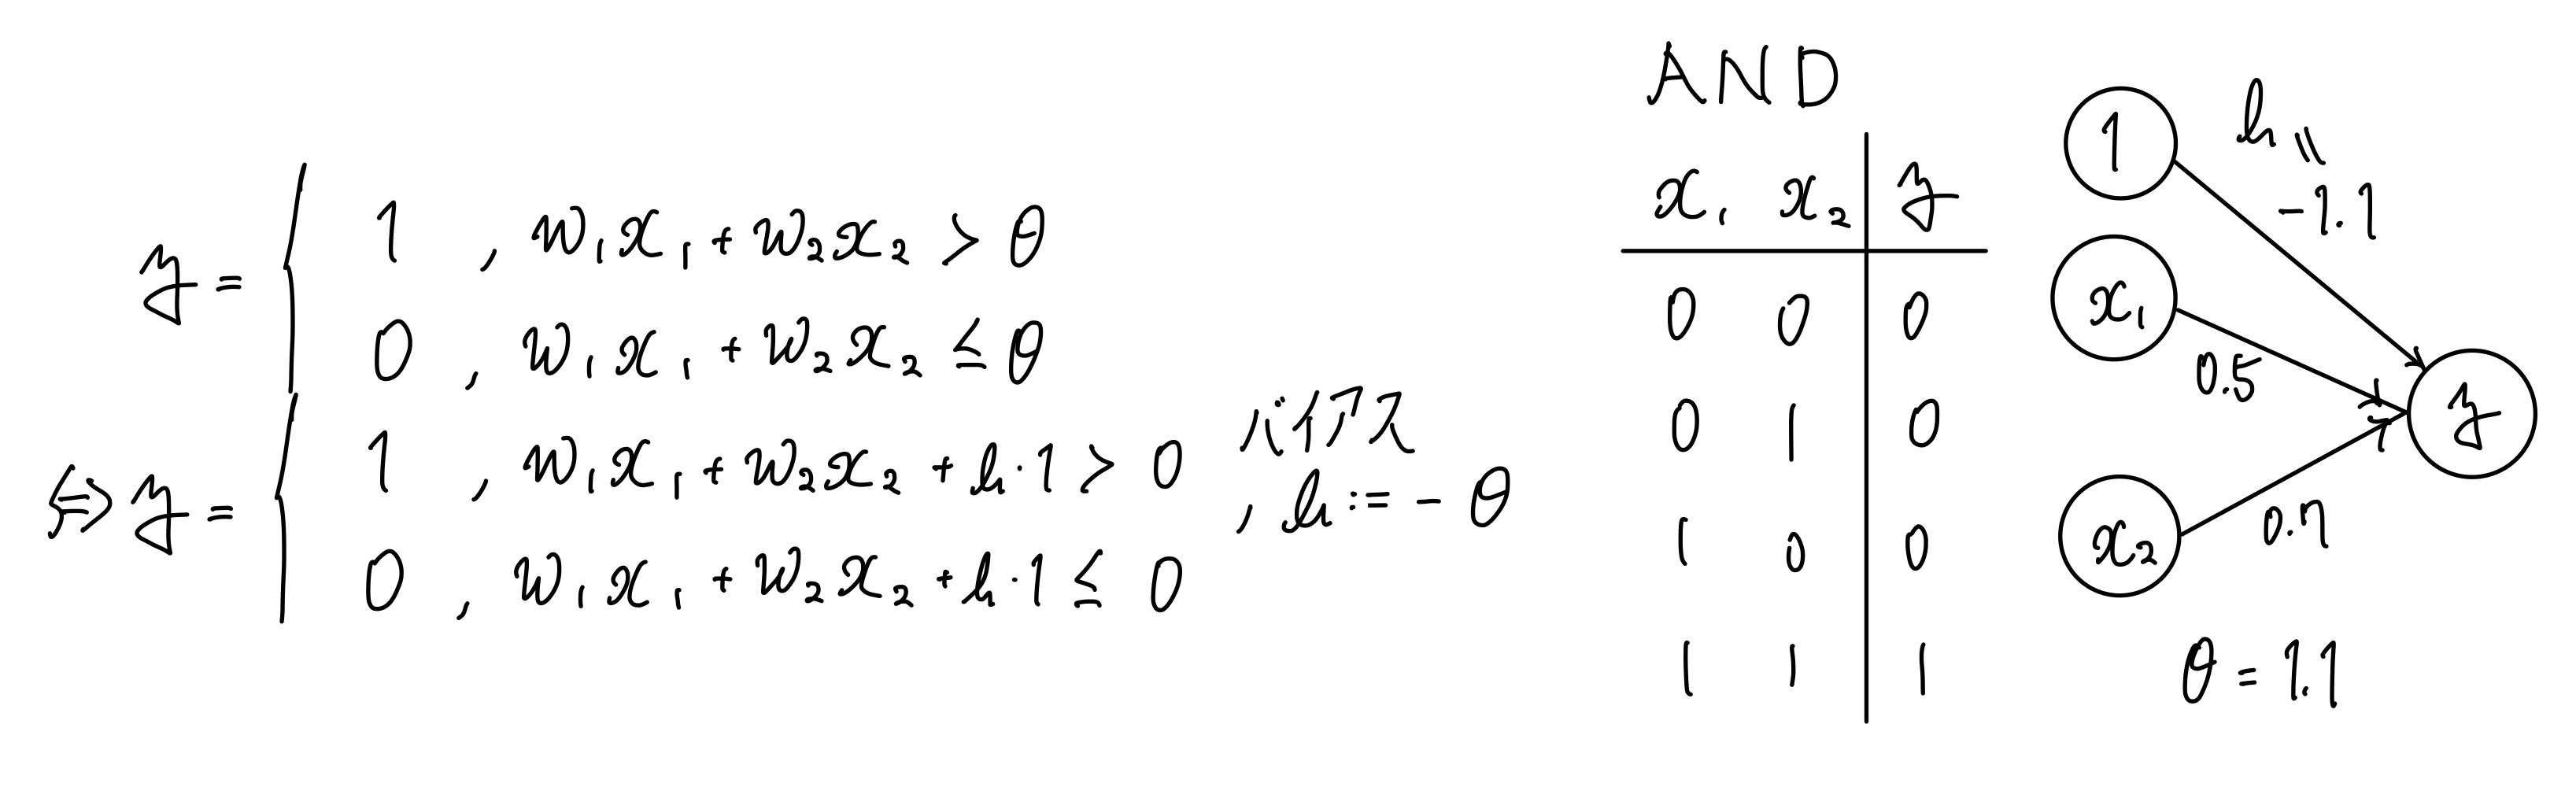 y = { 1 , w₁x₁ + w₂x₂ > θ
0 , w₁x₁ + w₂x₂ ≤ θ
⇔ y = { 1 , w₁x₁ + w₂x₂ + b・1 > 0
0 , w₁x₁ + w₂x₂ + b・1 ≤ 0
バイアス
, b := − θ
AND
x₁ x₂ y
0 0 0
0 1 0
1 0 0
1 1 1
1
b
=
−1.1
x₁
0.5
y
x₂
0.7
θ = 1.1